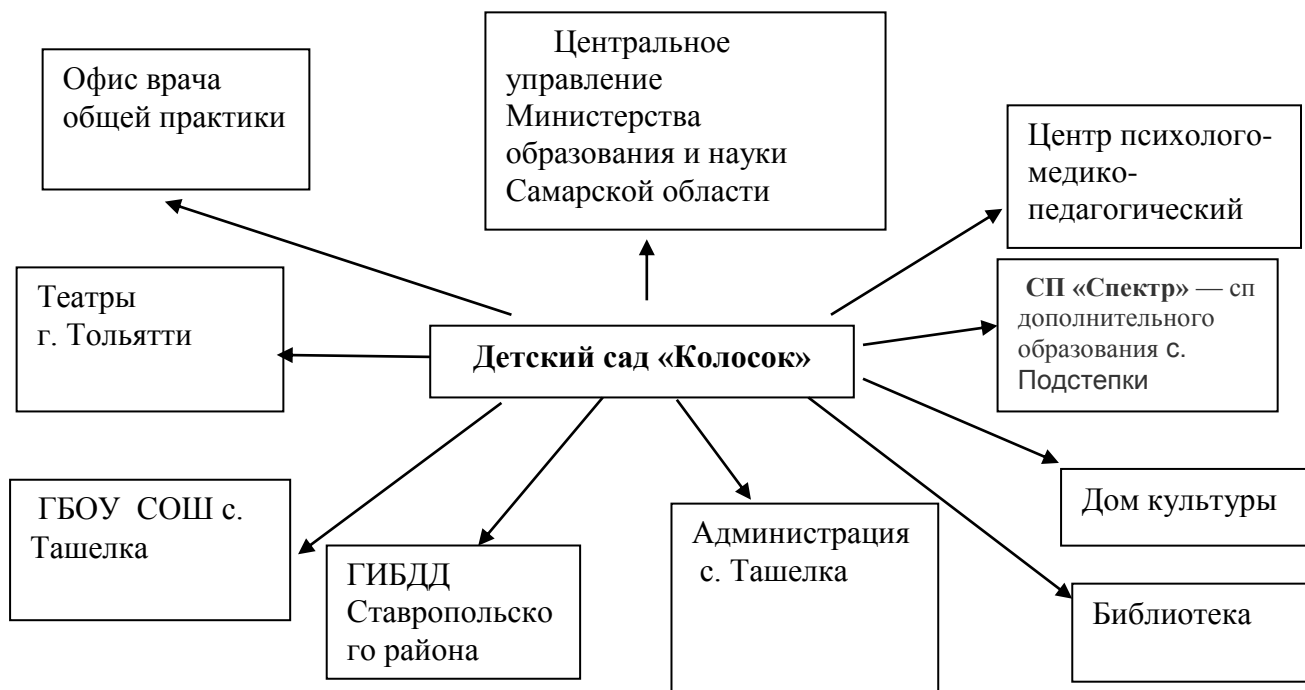 Центральное
управление
Министерства
образования и науки
Самарской области
Офис врача
общей практики
Центр психолого-
медико-
педагогический
Театры
г. Тольятти
СП «Спектр» — сп
дополнительного
образования с.
Подстепки
Детский сад «Колосок»
ГБОУ СОШ с.
Ташелка
ГИБДД
Ставропольско
го района
Администрация
с. Ташелка
Дом культуры
Библиотека